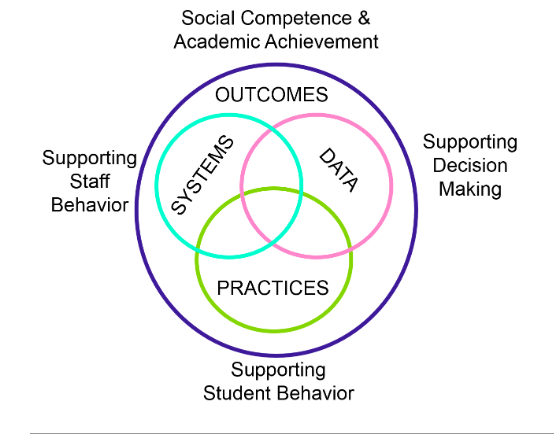 Social Competence &
Academic Achievement
OUTCOMES
Supporting
Staff
Behavior
SYSTEMS
DATA
Supporting
Decision
Making
PRACTICES
Supporting
Student Behavior